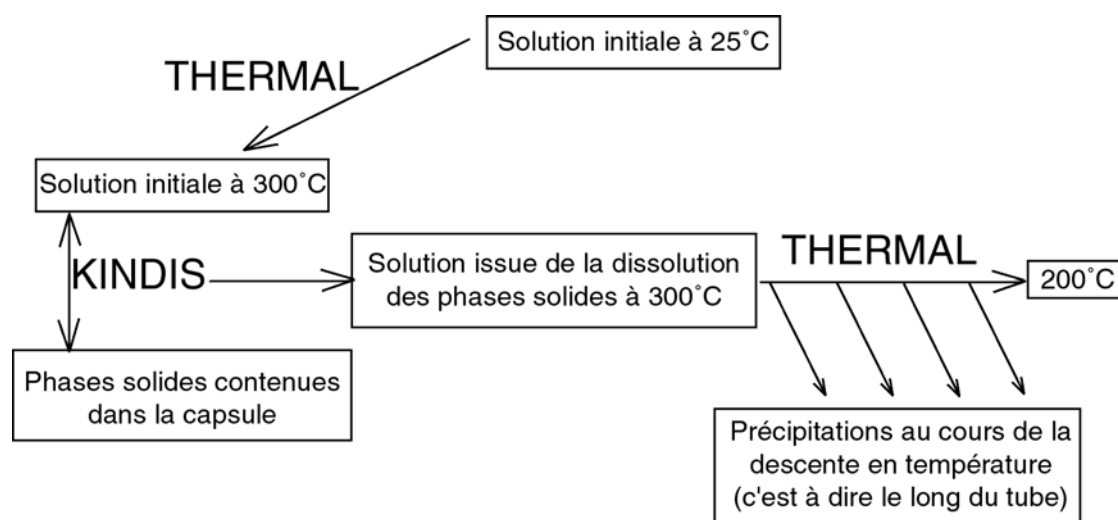 Solution initiale à 25°C
THERMAL
Solution initiale à 300°C
KINDIS
Solution issue de la dissolution
des phases solides à 300°C
THERMAL
200°C
Phases solides contenues
dans la capsule
Précipitations au cours de la
descente en température
(c'est à dire le long du tube)